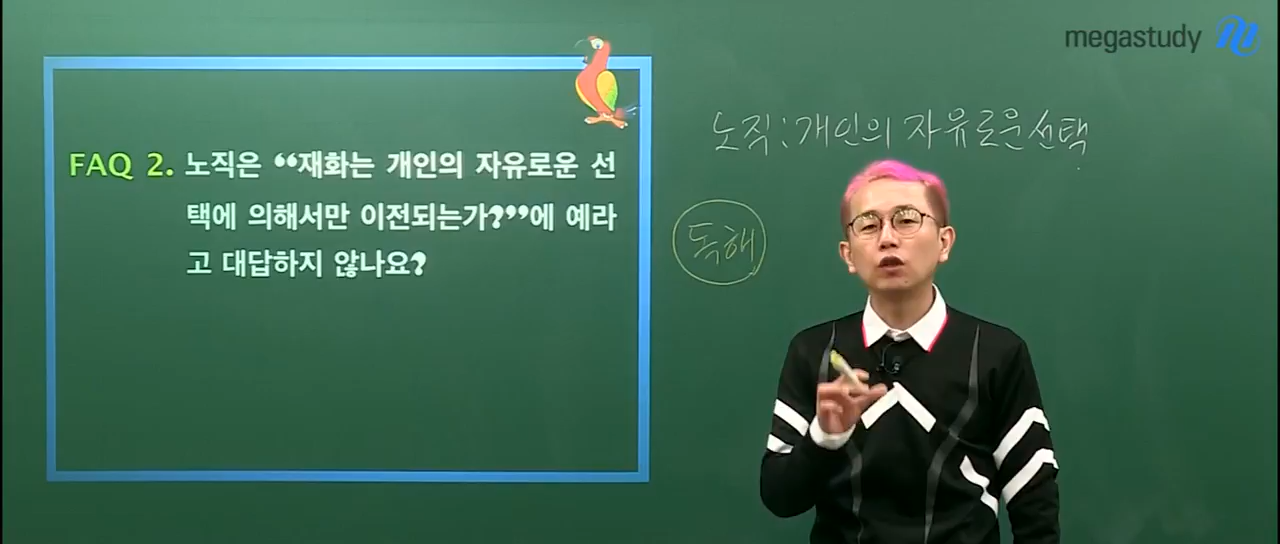 megastudy
FAQ 2. 노직은 “재화는 개인의 자유로운 선
택에 의해서만 이전되는가?”에 예라
고 대답하지 않나요?
노직:개인의 자유로운선택
독해